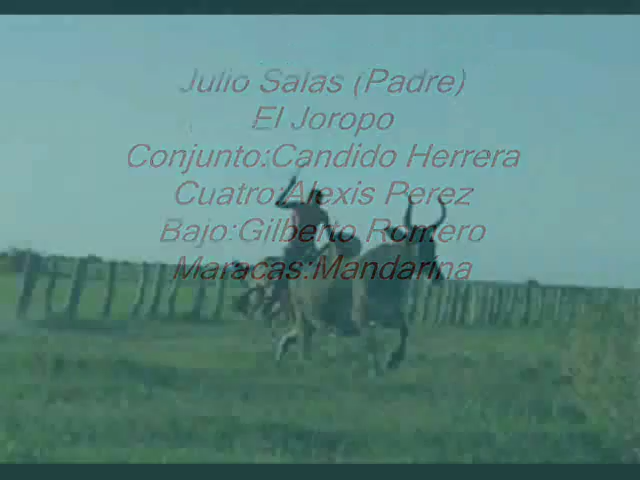 Julio Salas (Padre)
El Joropo
Conjunto:Candido Herrera
Cuatro:Alexis Perez
Bajo:Gilberto Romero
Maracas:Mandarina